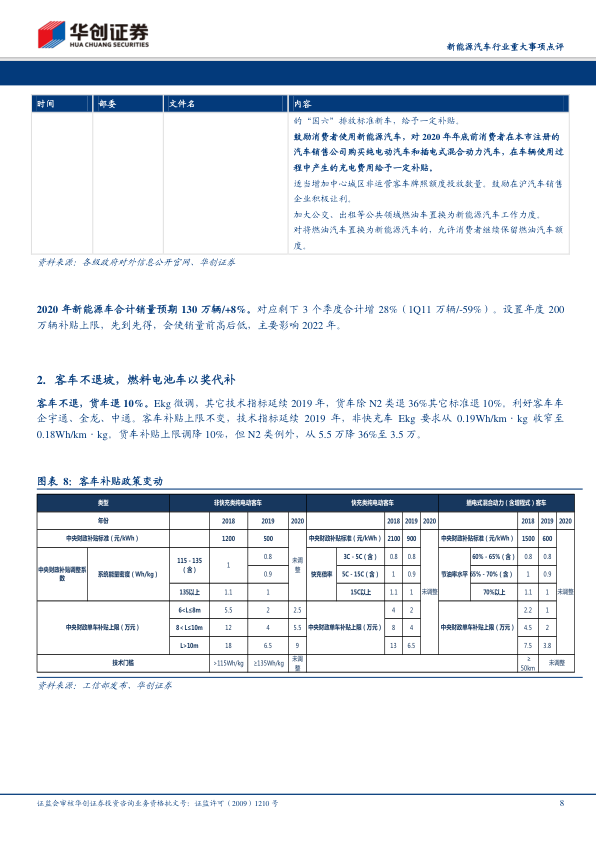 华创证券
HUA CHUANG SECURITIES
新能源汽车行业重大事项点评
时间 部委 文件名 内容
的“国六”排放标准新车，给予一定补贴。
鼓励消费者使用新能源汽车，对 2020 年年底前消费者在本市注册的
汽车销售公司购买纯电动汽车和插电式混合动力汽车，在车辆使用过
程中产生的充电费用给予一定补贴。
适当增加中心城区非运营客车牌照额度投放数量。鼓励在沪汽车销售
企业积极让利。
加大公交、出租等公共领域燃油车置换为新能源汽车工作力度。
对将燃油汽车置换为新能源汽车的，允许消费者继续保留燃油汽车额
度。
资料来源：各级政府对外信息公开官网、华创证券
2020 年新能源车合计销量预期 130 万辆/+8%。对应剩下 3 个季度合计增 28%（1Q11 万辆/-59%）。设置年度 200
万辆补贴上限，先到先得，会使销量前高后低，主要影响 2022 年。
2. 客车不退坡，燃料电池车以奖代补
客车不退，货车退 10%。Ekg 微调，其它技术指标延续 2019 年，货车除 N2 类退 36%其它标准退 10%。利好客车车
企宇通、金龙、中通。客车补贴上限不变，技术指标延续 2019 年，非快充车 Ekg 要求从 0.19Wh/km·kg 收窄至
0.18Wh/km·kg。货车补贴上限调降 10%，但 N2 类例外，从 5.5 万降 36%至 3.5 万。
图表 8：客车补贴政策变动
类型 非快充类纯电动客车 快充类纯电动客车 插电式混合动力（含增程式）客车
年份 2018 2019 2020 2018 2019 2020 2018 2019 2020
中央财政补贴标准（元/kWh） 1200 500 未调整 中央财政补贴标准（元/kWh） 2100 900 未调整 中央财政补贴标准（元/kWh） 1500 600 未调整
中央财政补贴调整系数 系统能量密度（Wh/kg） 115 - 135（含） 1 0.8 快充倍率 3C - 5C（含） 0.8 0.8 节油率水平 60% - 65%（含） 0.8 0.8
0.9 5C - 15C（含） 1 0.9 65% - 70%（含） 1 0.9
135以上 1.1 1 15C以上 1.1 1 70%以上 1.1 1
中央财政单车补贴上限（万元） 6<L≤8m 5.5 2 2.5 中央财政单车补贴上限（万元） 4 2 中央财政单车补贴上限（万元） 2.2 1
8< L≤10m 12 4 5.5 8 4 4.5 2
L>10m 18 6.5 9 13 6.5 7.5 3.8
技术门槛 >115Wh/kg ≥135Wh/kg 未调整 ≥50km 未调整
资料来源：工信部发布，华创证券
证监会审核华创证券投资咨询业务资格批文号：证监许可（2009）1210 号 8